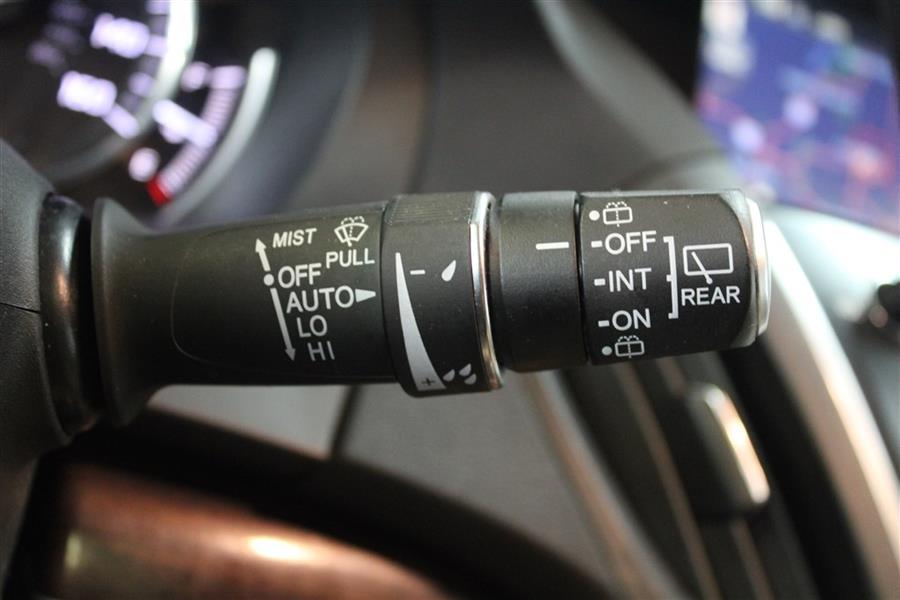 MIST
PULL
OFF
AUTO
LO
HI
-
+
OFF
INT
ON
REAR